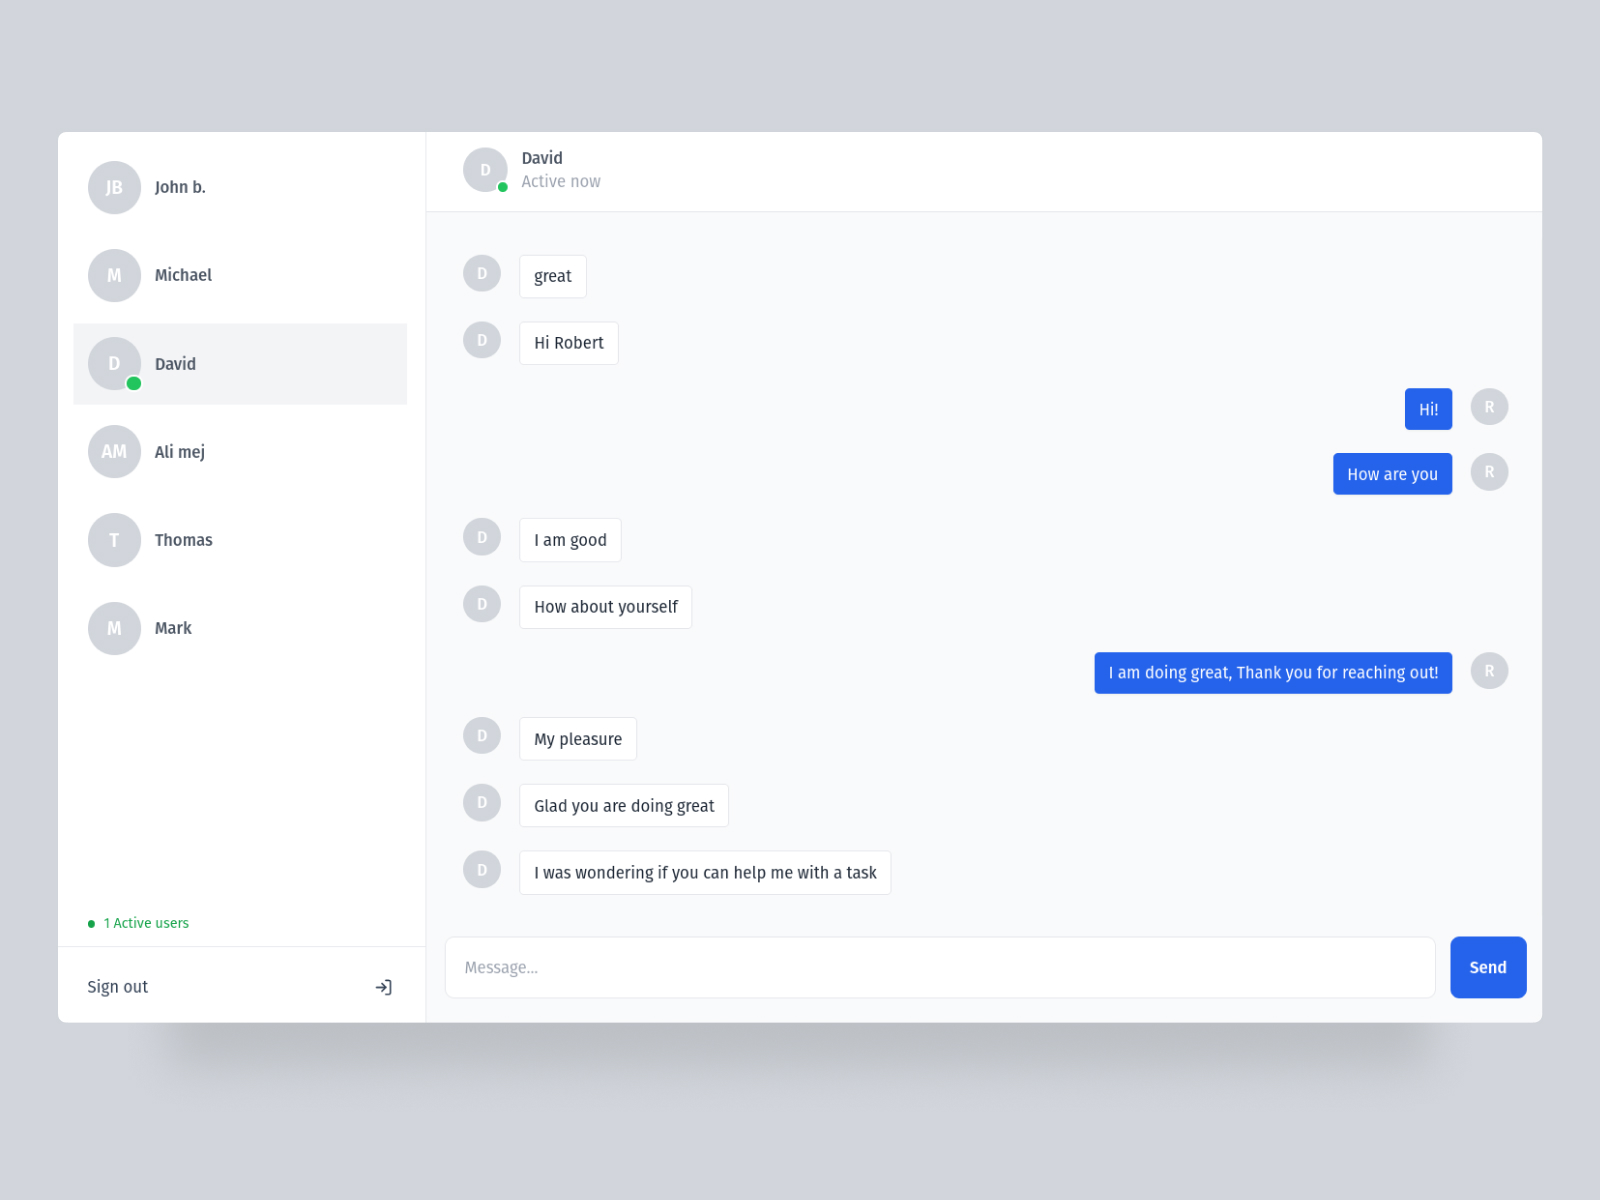 JB
John b.
M
Michael
D
David
AM
Ali mej
T
Thomas
M
Mark
1 Active users
Sign out
D
David
Active now
D
great
D
Hi Robert
Hi!
R
How are you
R
D
I am good
D
How about yourself
I am doing great, Thank you for reaching out!
R
D
My pleasure
D
Glad you are doing great
D
I was wondering if you can help me with a task
Message...
Send